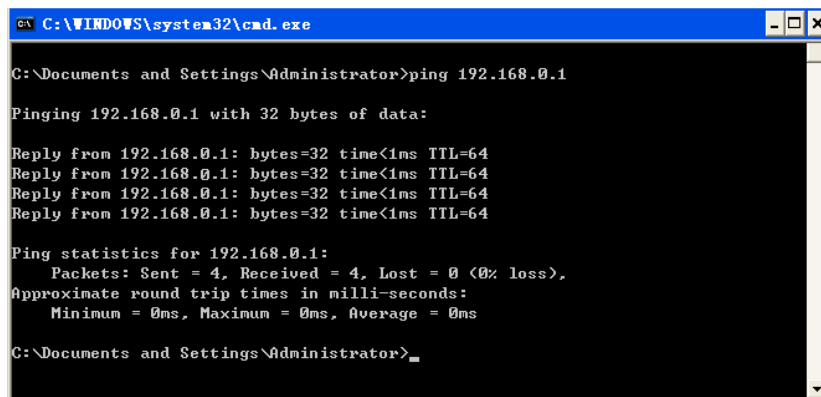 C:\WINDOWS\system32\cmd.exe
C:\Documents and Settings\Administrator>ping 192.168.0.1
Pinging 192.168.0.1 with 32 bytes of data:
Reply from 192.168.0.1: bytes=32 time<1ms TTL=64
Reply from 192.168.0.1: bytes=32 time<1ms TTL=64
Reply from 192.168.0.1: bytes=32 time<1ms TTL=64
Reply from 192.168.0.1: bytes=32 time<1ms TTL=64
Ping statistics for 192.168.0.1:
    Packets: Sent = 4, Received = 4, Lost = 0 (0% loss),
Approximate round trip times in milli-seconds:
    Minimum = 0ms, Maximum = 0ms, Average = 0ms
C:\Documents and Settings\Administrator>_